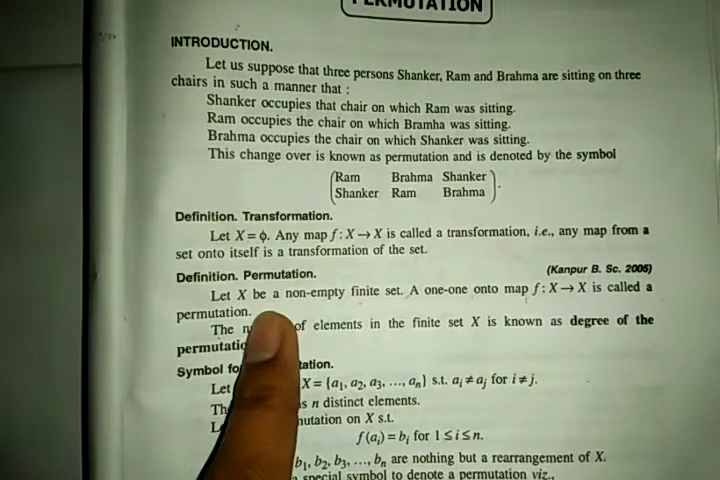 PERMUTATION
INTRODUCTION.
Let us suppose that three persons Shanker, Ram and Brahma are sitting on three
chairs in such a manner that :
Shanker occupies that chair on which Ram was sitting.
Ram occupies the chair on which Bramha was sitting.
Brahma occupies the chair on which Shanker was sitting.
This change over is known as permutation and is denoted by the symbol
(Ram Brahma Shanker
Shanker Ram Brahma).
Definition. Transformation.
Let X = ϕ. Any map f : X → X is called a transformation, i.e., any map from a
set onto itself is a transformation of the set.
Definition. Permutation. (Kanpur B. Sc. 2005)
Let X be a non-empty finite set. A one-one onto map f : X → X is called a
permutation.
The of elements in the finite set X is known as degree of the
Symbol
Let X = {a₁, a₂, a₃, ..., aₙ} s.t. aᵢ ≠ aⱼ for i ≠ j.
n distinct elements.
on X s.t.
f(aᵢ) = bᵢ for 1 ≤ i ≤ n.
b₁, b₂, b₃, ..., bₙ are nothing but a rearrangement of X.
special symbol to denote a permutation viz.,